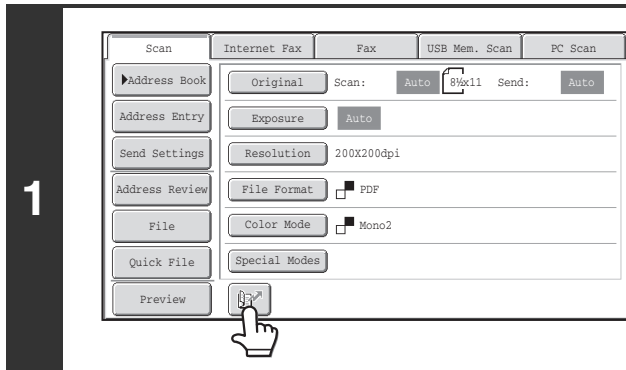 1
Scan Internet Fax Fax USB Mem. Scan PC Scan
Address Book Original Scan: Auto 8½x11 Send: Auto
Address Entry Exposure Auto
Send Settings Resolution 200X200dpi
Address Review File Format PDF
File Color Mode Mono2
Quick File Special Modes
Preview